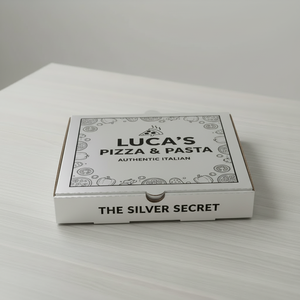 LUCA'S
PIZZA & PASTA
AUTHENTIC ITALIAN
THE SILVER SECRET